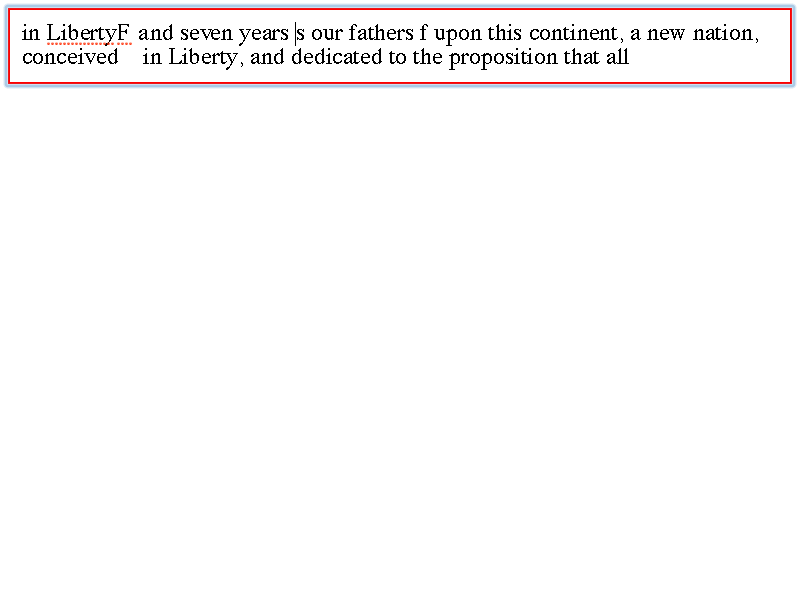 in LibertyF and seven years s our fathers f upon this continent, a new nation,
conceived    in Liberty, and dedicated to the proposition that all